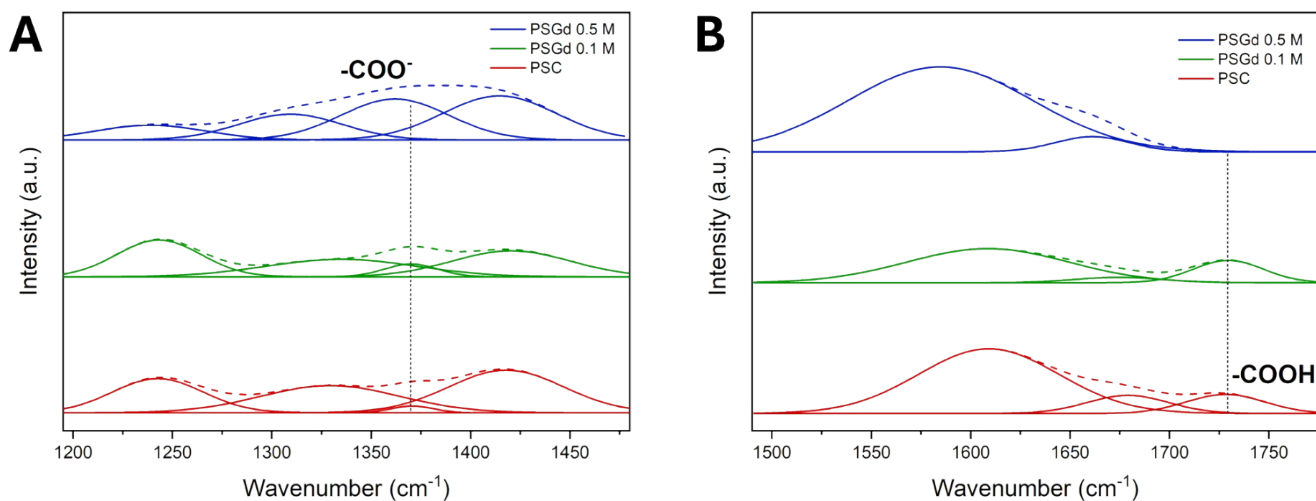 A
PSGd 0.5 M
PSGd 0.1 M
PSC
-COO⁻
Intensity (a.u.)
1200 1250 1300 1350 1400 1450
Wavenumber (cm⁻¹)
B
PSGd 0.5 M
PSGd 0.1 M
PSC
-COOH
Intensity (a.u.)
1500 1550 1600 1650 1700 1750
Wavenumber (cm⁻¹)